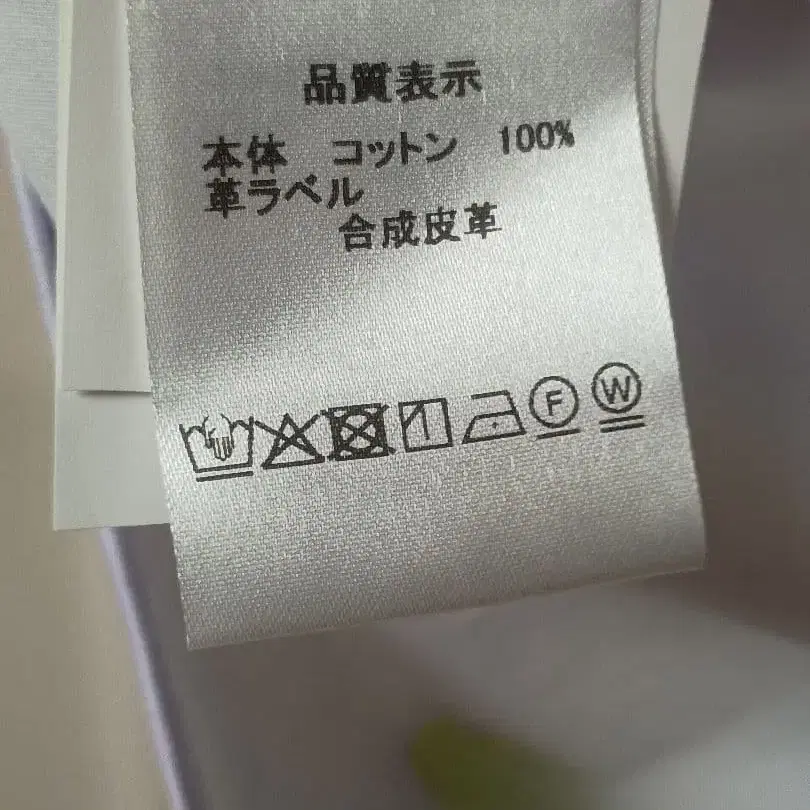 品質表示
本体 コットン 100%
革ラベル
合成皮革
F W